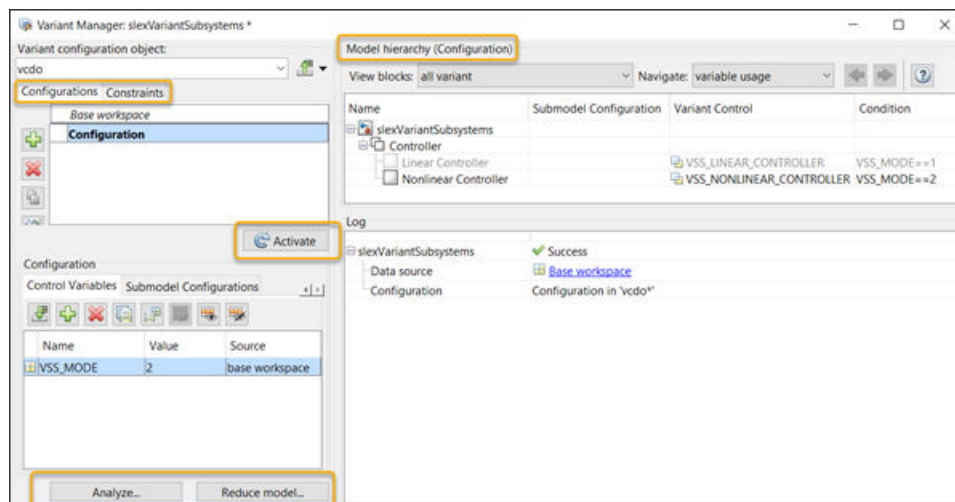 Variant Manager: slexVariantSubsystems *
Variant configuration object:
vcdo
Configurations Constraints
Base workspace
Configuration
Activate
Configuration
Control Variables Submodel Configurations
Name Value Source
VSS_MODE 2 base workspace
Analyze... Reduce model...
Model hierarchy (Configuration)
View blocks: all variant Navigate: variable usage
Name Submodel Configuration Variant Control Condition
slexVariantSubsystems
Controller
Linear Controller VSS_LINEAR_CONTROLLER VSS_MODE==1
Nonlinear Controller VSS_NONLINEAR_CONTROLLER VSS_MODE==2
Log
slexVariantSubsystems Success
Data source Base workspace
Configuration Configuration in 'vcdo*'